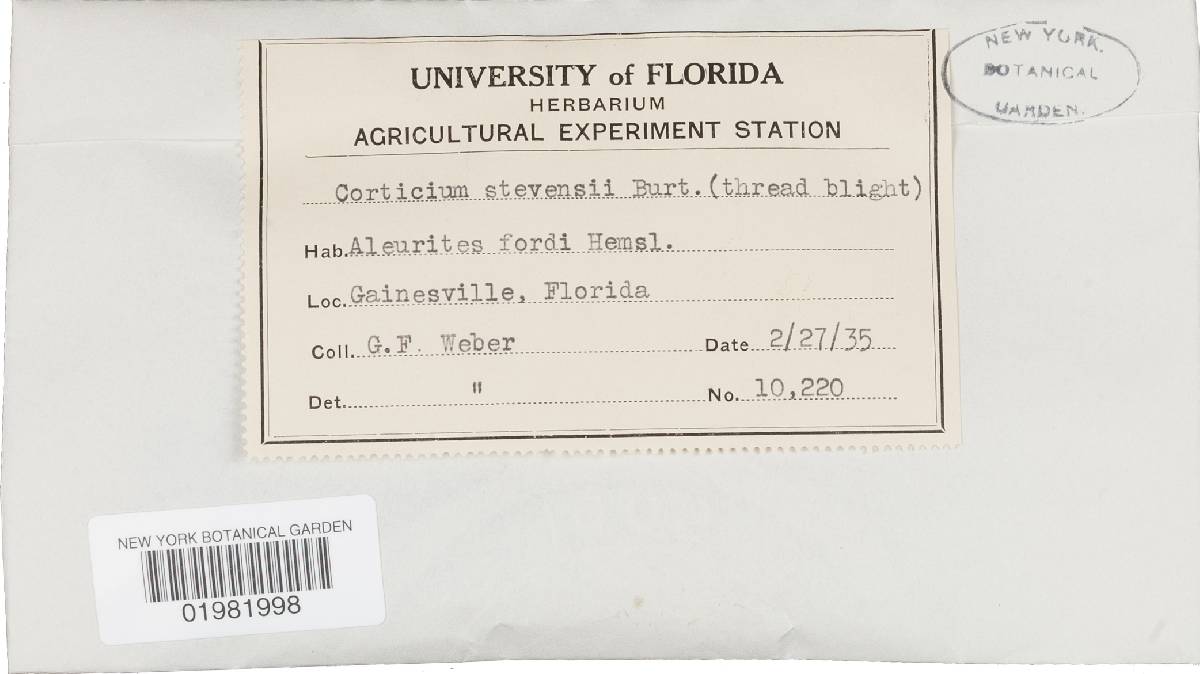 UNIVERSITY of FLORIDA
HERBARIUM
AGRICULTURAL EXPERIMENT STATION
Corticium stevensii Burt. (thread blight)
Hab. Aleurites fordi Hemsl.
Loc. Gainesville, Florida
Coll. G.F. Weber Date 2/27/35
Det. " No. 10,220
NEW YORK.
BOTANICAL
GARDEN.
NEW YORK BOTANICAL GARDEN
01981998